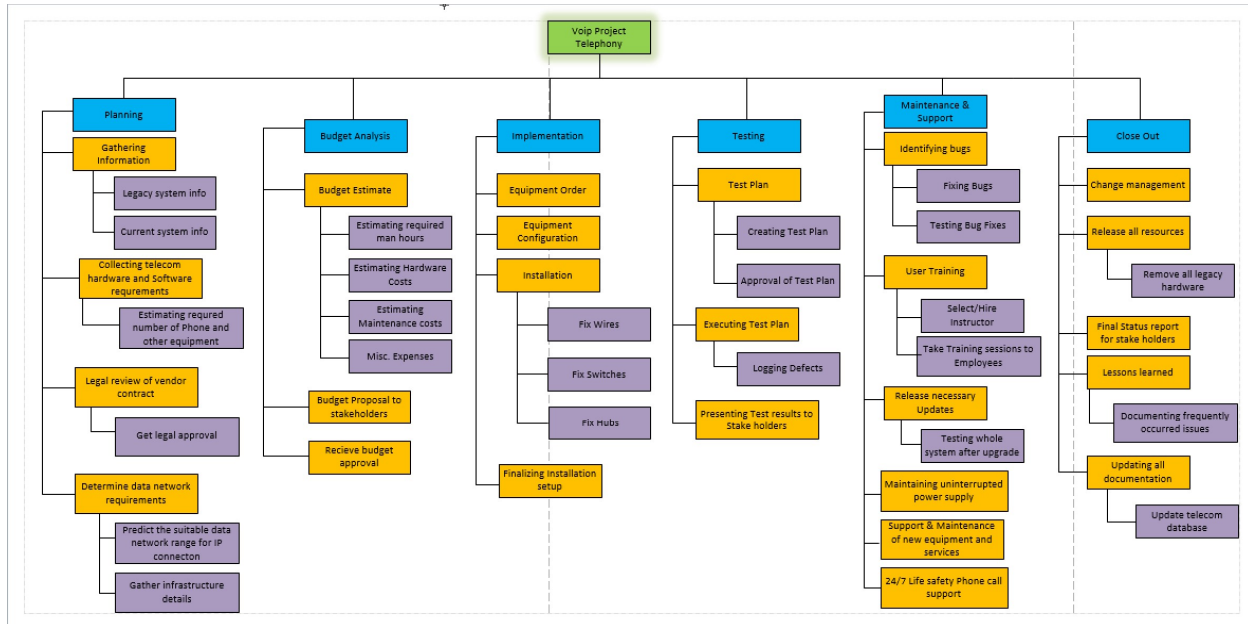 Voip Project
Telephony
Planning
Gathering
Information
Legacy system info
Current system info
Collecting telecom
hardware and Software
requrements
Estimating requred
number of Phone and
other equipment
Legal review of vendor
contract
Get legal approval
Determine data network
requirements
Predict the suitable data
network range for IP
connecton
Gather infrastructure
details
Budget Analysis
Budget Estimate
Estimating required
man hours
Estimating Hardware
Costs
Estimating
Maintenance costs
Misc. Expenses
Budget Proposal to
stakeholders
Recieve budget
approval
Implementation
Equipment Order
Equipment
Configuration
Installation
Fix Wires
Fix Switches
Fix Hubs
Finalizing Installation
setup
Testing
Test Plan
Creating Test Plan
Approval of Test Plan
Executing Test Plan
Logging Defects
Presenting Test results to
Stake holders
Maintenance &
Support
Identifying bugs
Fixing Bugs
Testing Bug Fixes
User Training
Select/Hire
Instructor
Take Training sessions to
Employees
Release necessary
Updates
Testing whole
system after upgrade
Maintaining uninterrupted
power supply
Support & Maintenance
of new equipment and
services
24/7 Life safety Phone call
support
Close Out
Change management
Release all resources
Remove all legacy
hardware
Final Status report
for stake holders
Lessons learned
Documenting frequently
occurred issues
Updating all
documentation
Update telecom
database